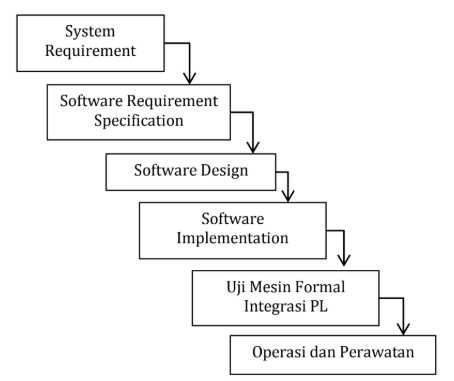 System
Requirement
Software Requirement
Specification
Software Design
Software
Implementation
Uji Mesin Formal
Integrasi PL
Operasi dan Perawatan